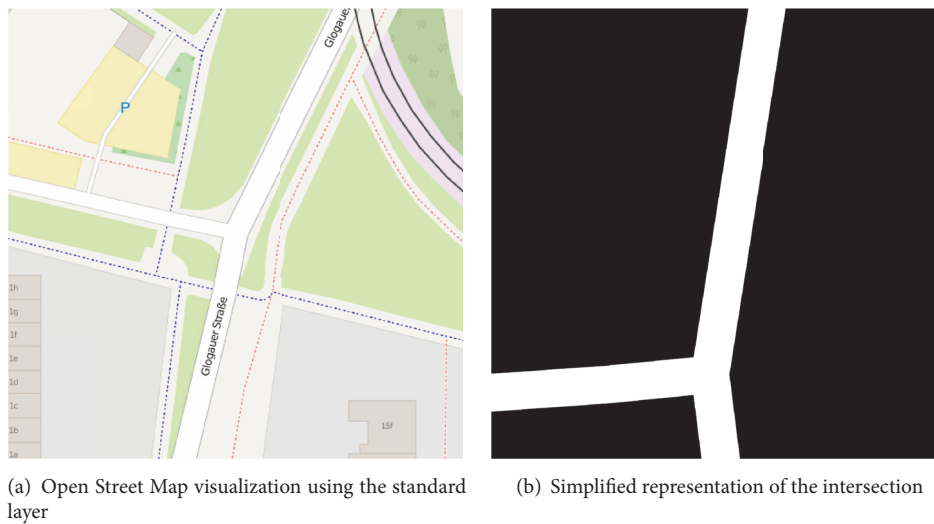 Glogauer
P
1h
1g
1f
1e
1d
1c
1b
1a
Glogauer Straße
15f
(a) Open Street Map visualization using the standard
layer
(b) Simplified representation of the intersection